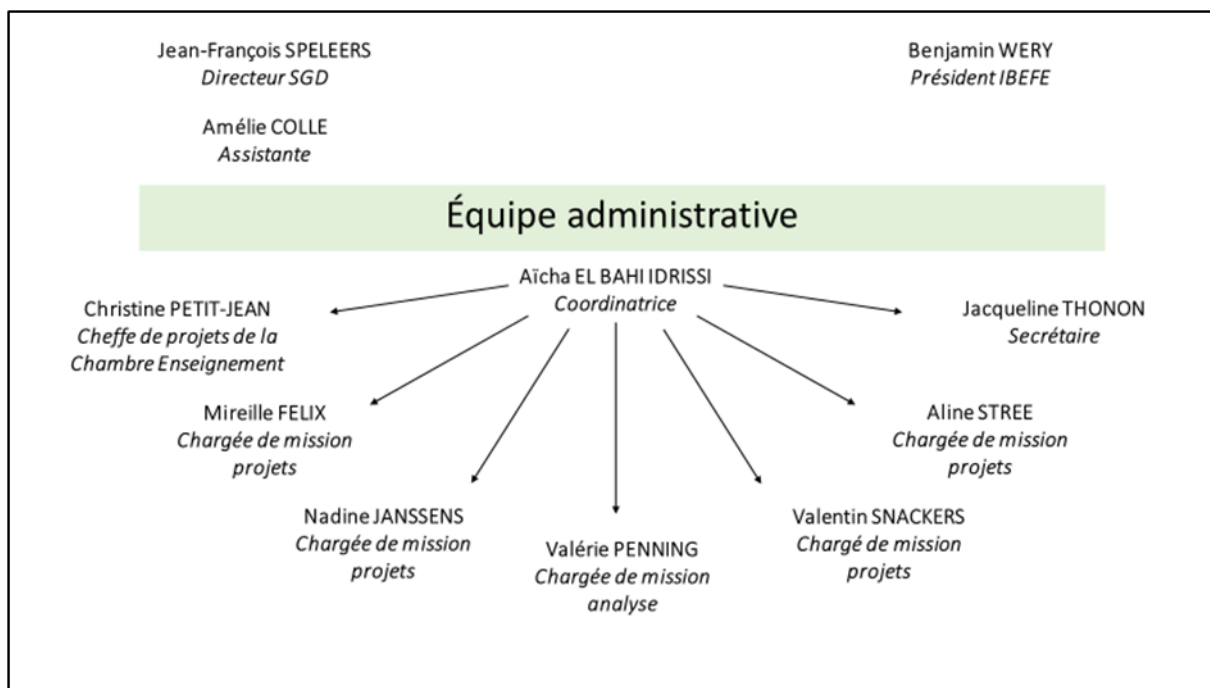 Jean-François SPELEERS
Directeur SGD
Benjamin WERY
Président IBEFE
Amélie COLLE
Assistante
Équipe administrative
Aïcha EL BAHI IDRISSI
Coordinatrice
Christine PETIT-JEAN
Cheffe de projets de la
Chambre Enseignement
Jacqueline THONON
Secrétaire
Mireille FELIX
Chargée de mission
projets
Aline STREE
Chargée de mission
projets
Nadine JANSSENS
Chargée de mission
projets
Valérie PENNING
Chargée de mission
analyse
Valentin SNACKERS
Chargé de mission
projets